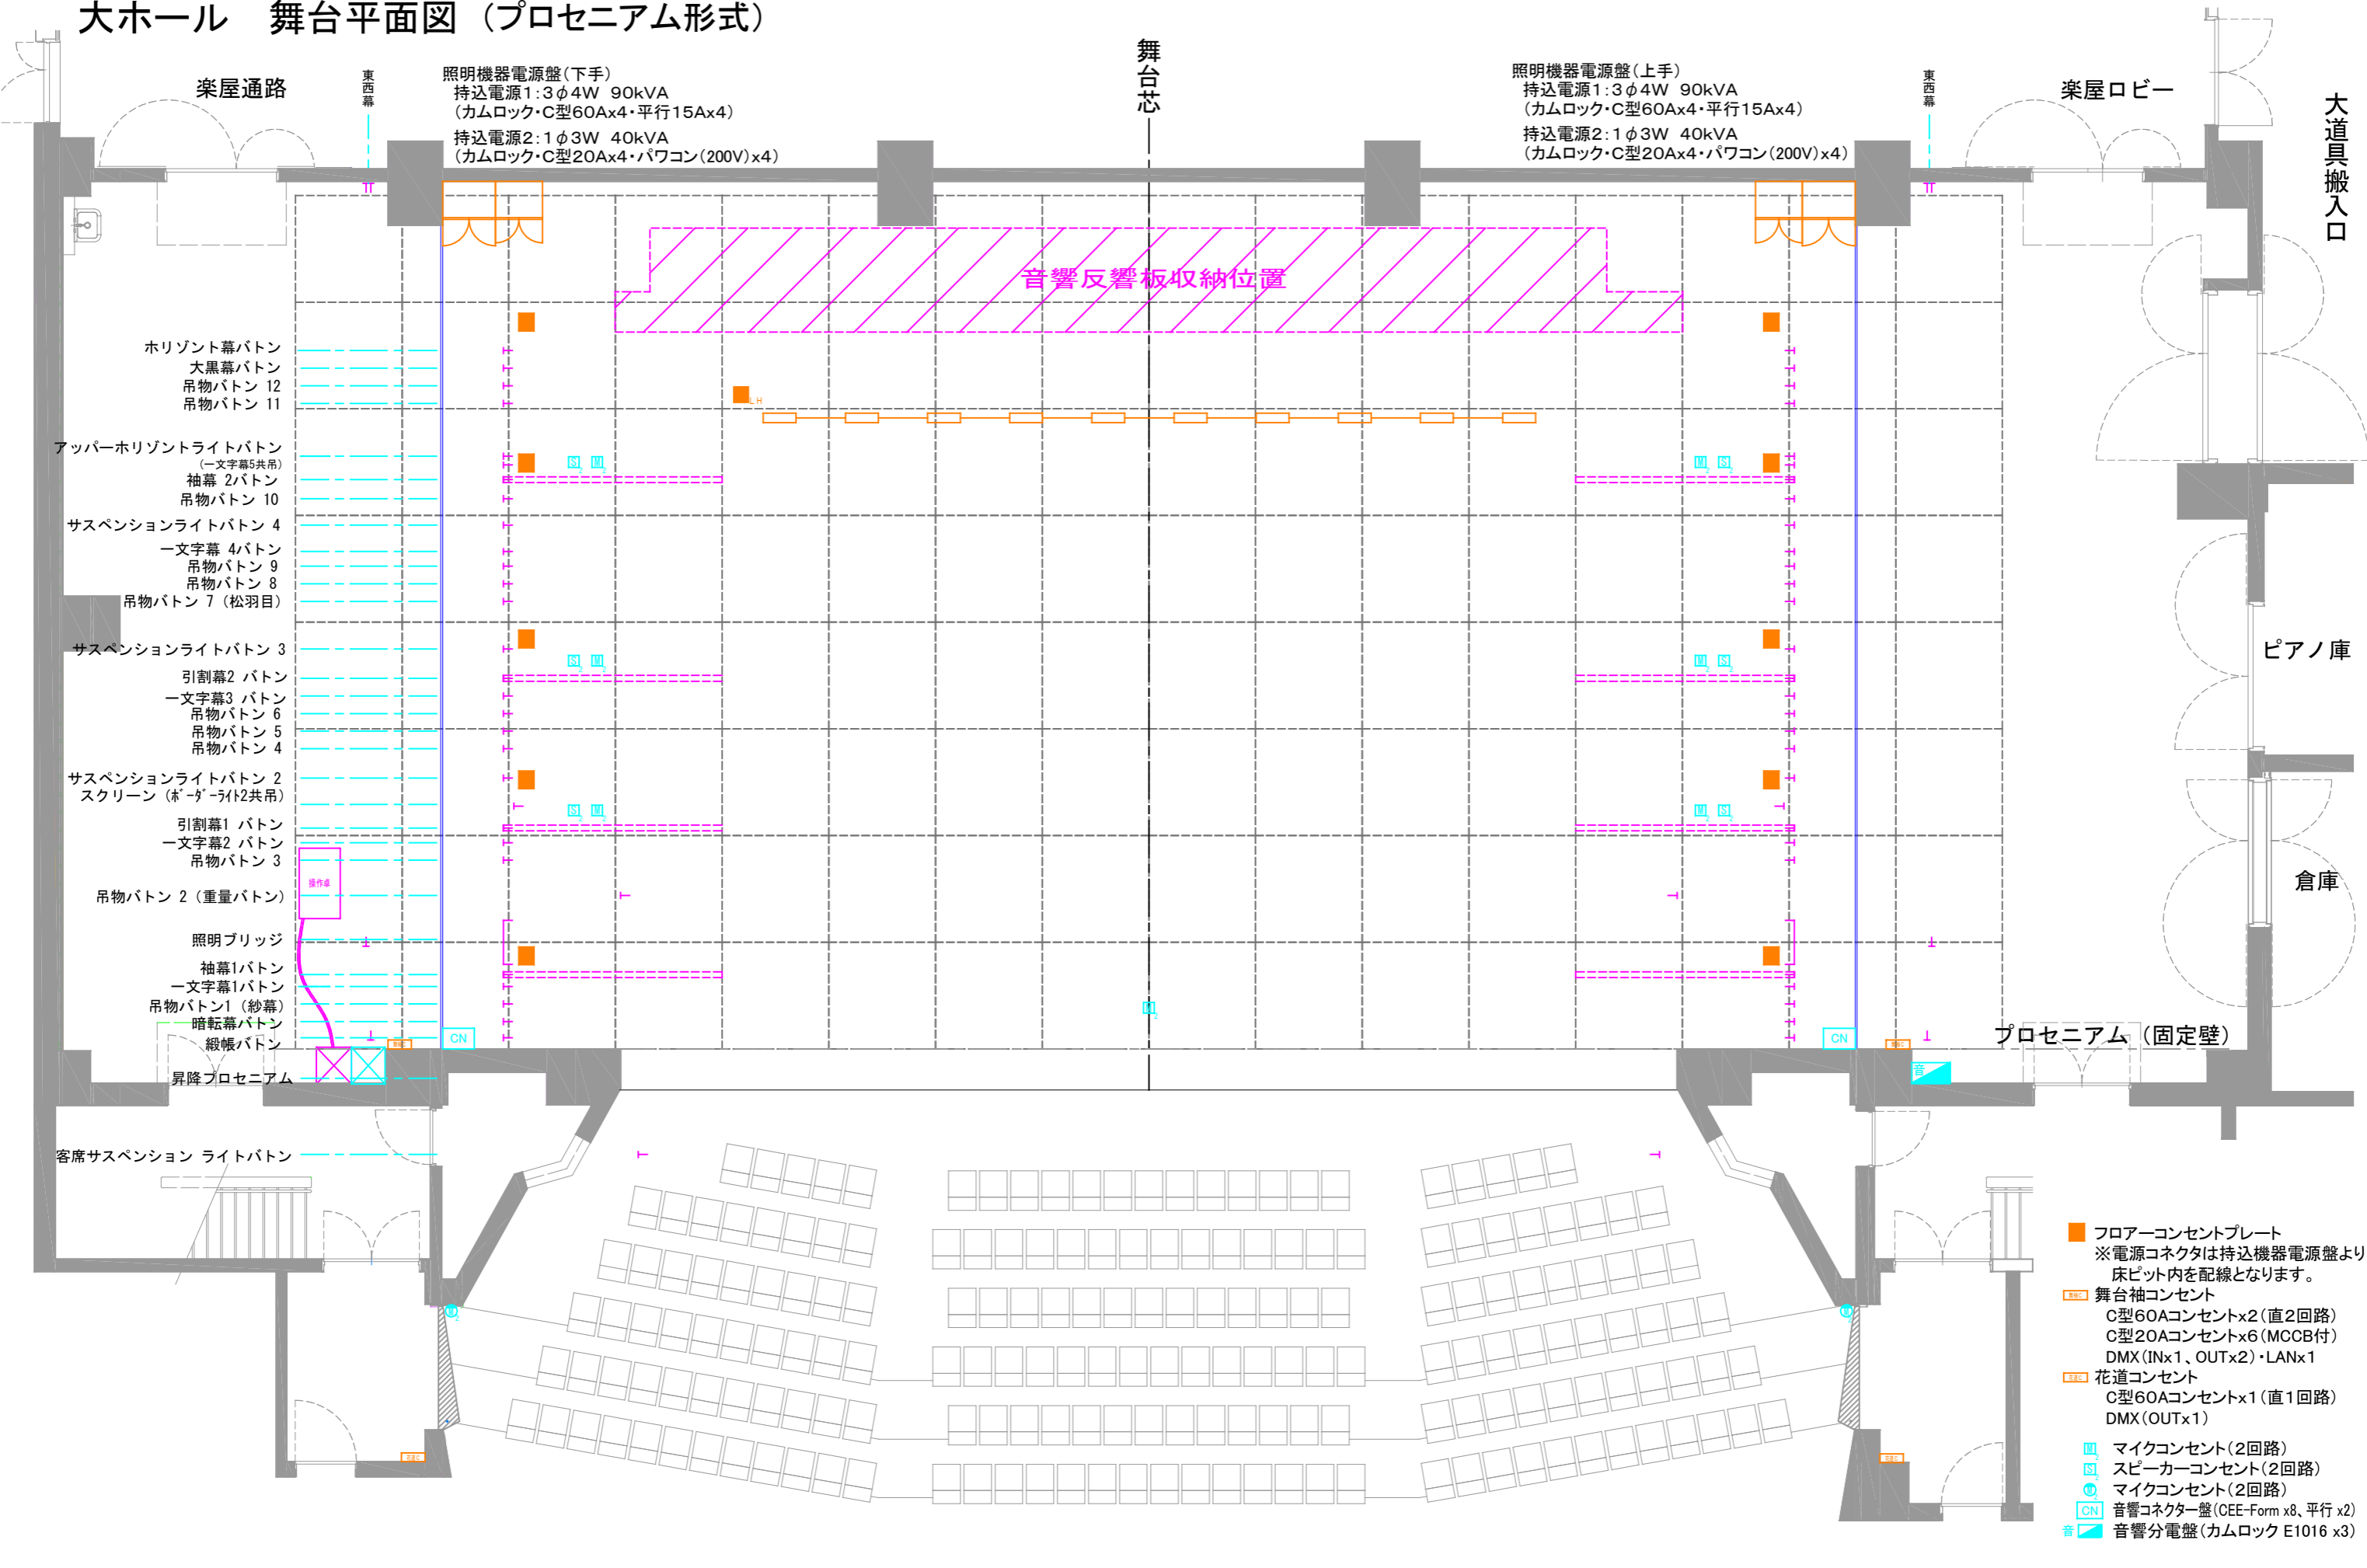 大ホール　舞台平面図（プロセニアム形式）
楽屋通路
東西幕
照明機器電源盤（下手）
持込電源1：3φ4W 90kVA
（カムロック・C型60Ax4・平行15Ax4）
持込電源2：1φ3W 40kVA
（カムロック・C型20Ax4・パワコン（200V）x4）
舞台芯
照明機器電源盤（上手）
持込電源1：3φ4W 90kVA
（カムロック・C型60Ax4・平行15Ax4）
持込電源2：1φ3W 40kVA
（カムロック・C型20Ax4・パワコン（200V）x4）
東西幕
楽屋ロビー
大道具搬入口
音響反響板収納位置
ホリゾント幕バトン
大黒幕バトン
吊物バトン 12
吊物バトン 11
LH
アッパーホリゾントライトバトン
（一文字幕5共吊）
袖幕 2バトン
吊物バトン 10
サスペンションライトバトン 4
一文字幕 4バトン
吊物バトン 9
吊物バトン 8
吊物バトン 7（松羽目）
サスペンションライトバトン 3
引割幕2 バトン
一文字幕3 バトン
吊物バトン 6
吊物バトン 5
吊物バトン 4
サスペンションライトバトン 2
スクリーン（ﾎﾞｰﾀﾞｰﾗｲﾄ2共吊）
引割幕1 バトン
一文字幕2 バトン
吊物バトン 3
操作卓
吊物バトン 2（重量バトン）
照明ブリッジ
袖幕1バトン
一文字幕1バトン
吊物バトン1（紗幕）
暗転幕バトン
緞帳バトン
昇降プロセニアム
客席サスペンション ライトバトン
S2 M2
M2 S2
S2 M2
M2 S2
S2 M2
M2 S2
M2
CN
CN
音
ピアノ庫
倉庫
プロセニアム（固定壁）
フロアーコンセントプレート
※電源コネクタは持込機器電源盤より
床ピット内を配線となります。
舞台袖コンセント
C型60Aコンセントx2（直2回路）
C型20Aコンセントx6（MCCB付）
DMX（INx1、OUTx2）・LANx1
花道コンセント
C型60Aコンセントx1（直1回路）
DMX（OUTx1）
M2 マイクコンセント（2回路）
S2 スピーカーコンセント（2回路）
M2 マイクコンセント（2回路）
CN 音響コネクター盤（CEE-Form x8、平行 x2）
音 音響分電盤（カムロック E1016 x3）